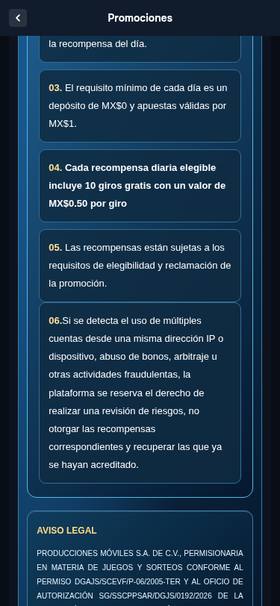 Promociones
la recompensa del día.
03. El requisito mínimo de cada día es un
depósito de MX$0 y apuestas válidas por
MX$1.
04. Cada recompensa diaria elegible
incluye 10 giros gratis con un valor de
MX$0.50 por giro
05. Las recompensas están sujetas a los
requisitos de elegibilidad y reclamación de
la promoción.
06.Si se detecta el uso de múltiples
cuentas desde una misma dirección IP o
dispositivo, abuso de bonos, arbitraje u
otras actividades fraudulentas, la
plataforma se reserva el derecho de
realizar una revisión de riesgos, no
otorgar las recompensas
correspondientes y recuperar las que ya
se hayan acreditado.
AVISO LEGAL
PRODUCCIONES MÓVILES S.A. DE C.V., PERMISIONARIA
EN MATERIA DE JUEGOS Y SORTEOS CONFORME AL
PERMISO DGAJS/SCEVF/P-06/2005-TER Y AL OFICIO DE
AUTORIZACIÓN SG/SSCPPSAR/DGJS/0192/2026 DE LA